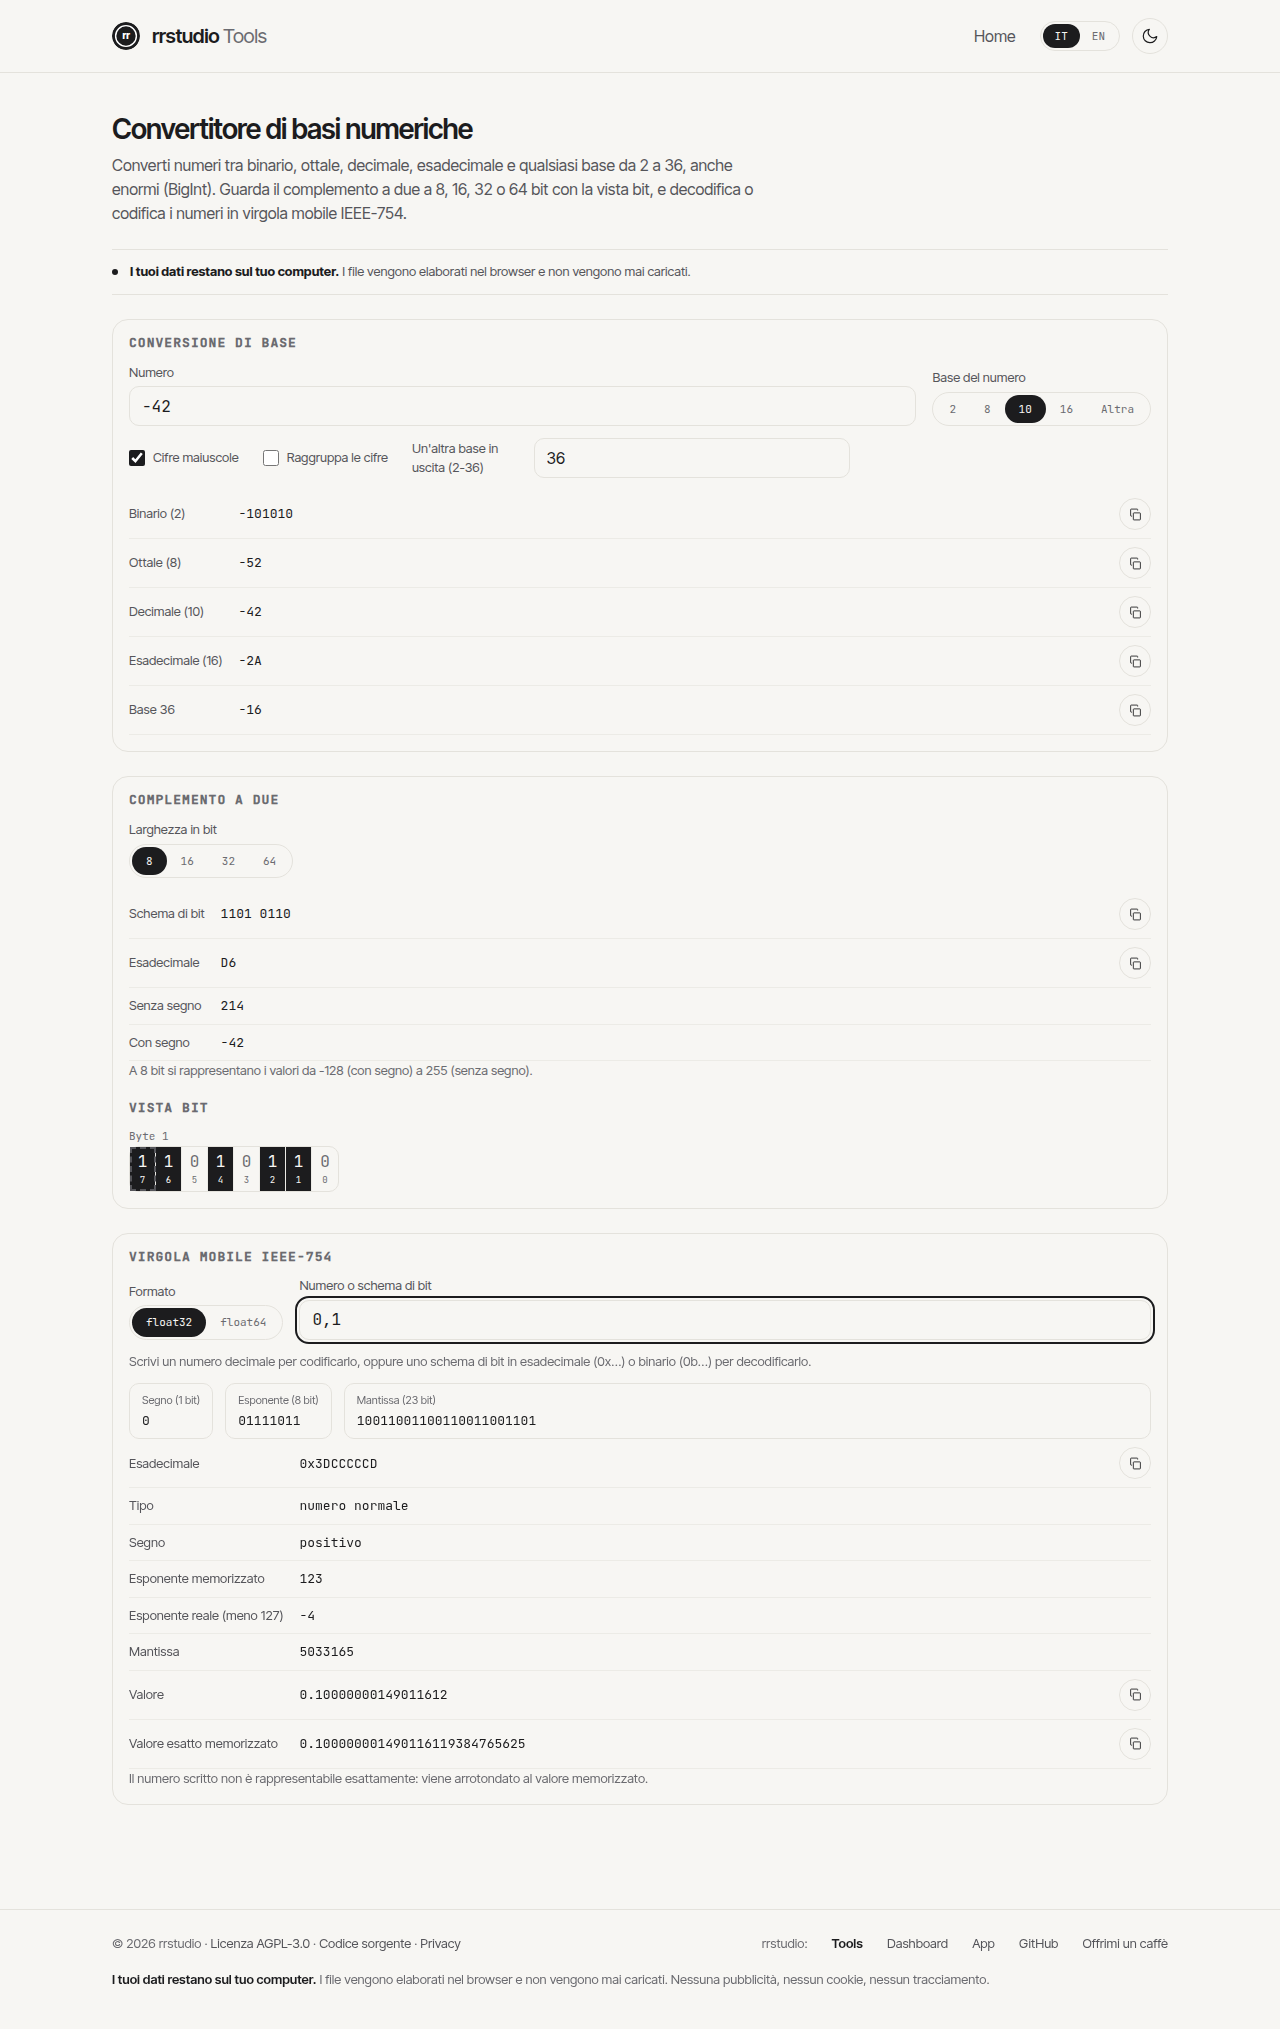 rr rrstudio Tools
Home IT EN
Convertitore di basi numeriche
Converti numeri tra binario, ottale, decimale, esadecimale e qualsiasi base da 2 a 36, anche
enormi (BigInt). Guarda il complemento a due a 8, 16, 32 o 64 bit con la vista bit, e decodifica o
codifica i numeri in virgola mobile IEEE-754.
I tuoi dati restano sul tuo computer. I file vengono elaborati nel browser e non vengono mai caricati.
CONVERSIONE DI BASE
Numero
Base del numero
-42
2 8 10 16 Altra
Cifre maiuscole Raggruppa le cifre
Un'altra base in
uscita (2-36)
36
Binario (2) -101010
Ottale (8) -52
Decimale (10) -42
Esadecimale (16) -2A
Base 36 -16
COMPLEMENTO A DUE
Larghezza in bit
8 16 32 64
Schema di bit 1101 0110
Esadecimale D6
Senza segno 214
Con segno -42
A 8 bit si rappresentano i valori da -128 (con segno) a 255 (senza segno).
VISTA BIT
Byte 1
1 1 0 1 0 1 1 0
7 6 5 4 3 2 1 0
VIRGOLA MOBILE IEEE-754
Formato
Numero o schema di bit
float32 float64
0,1
Scrivi un numero decimale per codificarlo, oppure uno schema di bit in esadecimale (0x…) o binario (0b…) per decodificarlo.
Segno (1 bit) Esponente (8 bit) Mantissa (23 bit)
0 01111011 10011001100110011001101
Esadecimale 0x3DCCCCCD
Tipo numero normale
Segno positivo
Esponente memorizzato 123
Esponente reale (meno 127) -4
Mantissa 5033165
Valore 0.10000000149011612
Valore esatto memorizzato 0.100000001490116119384765625
Il numero scritto non è rappresentabile esattamente: viene arrotondato al valore memorizzato.
© 2026 rrstudio · Licenza AGPL-3.0 · Codice sorgente · Privacy
rrstudio: Tools Dashboard App GitHub Offrimi un caffè
I tuoi dati restano sul tuo computer. I file vengono elaborati nel browser e non vengono mai caricati. Nessuna pubblicità, nessun cookie, nessun tracciamento.